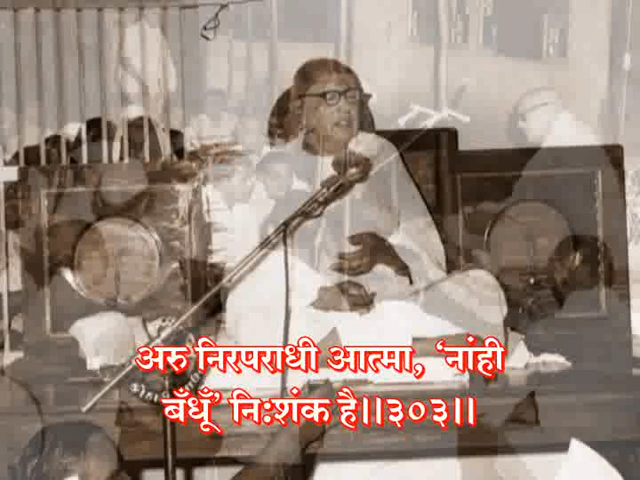 अरु निरपराधी आत्मा, ‘नांही
बँधूँ’ नि:शंक है।।३०३।।